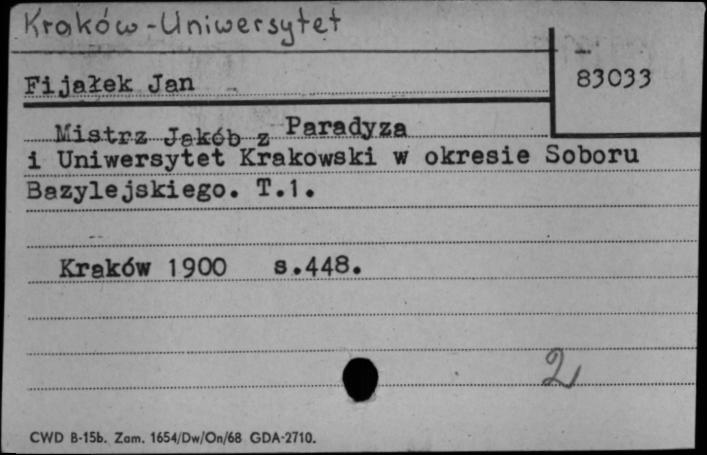 Kraków-Uniwersytet
Fijałek Jan
83033
Mistrz Jakób z Paradyza
i Uniwersytet Krakowski w okresie Soboru
Bazylejskiego. T.1.
Kraków 1900 s.448.
2
CWD B-15b. Zam. 1654/Dw/On/68 GDA-2710.